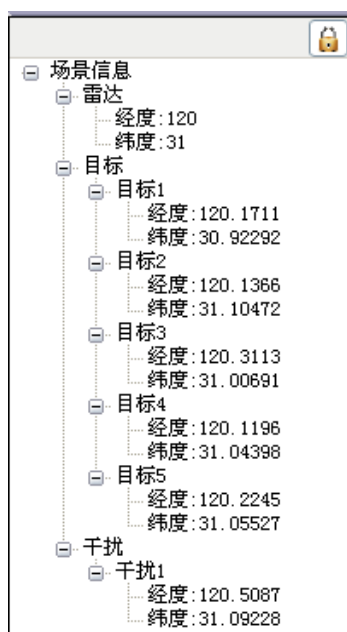 场景信息
雷达
经度:120
纬度:31
目标
目标1
经度:120.1711
纬度:30.92292
目标2
经度:120.1366
纬度:31.10472
目标3
经度:120.3113
纬度:31.00691
目标4
经度:120.1196
纬度:31.04398
目标5
经度:120.2245
纬度:31.05527
干扰
干扰1
经度:120.5087
纬度:31.09228